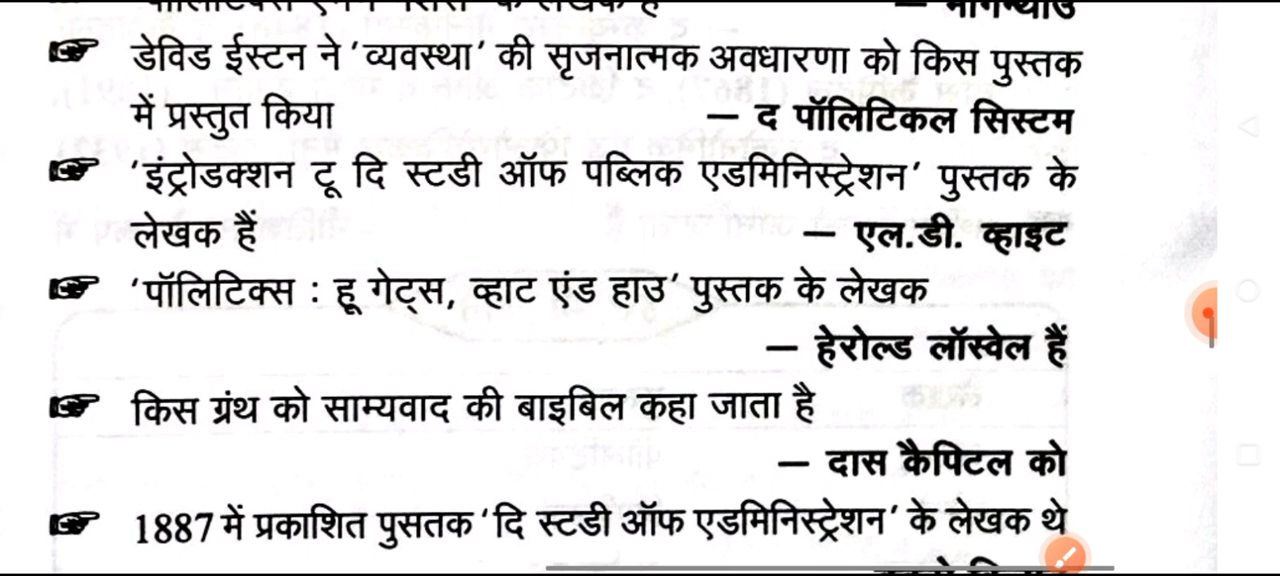 डेविड ईस्टन ने 'व्यवस्था' की सृजनात्मक अवधारणा को किस पुस्तक
में प्रस्तुत किया — द पॉलिटिकल सिस्टम
'इंट्रोडक्शन टू दि स्टडी ऑफ पब्लिक एडमिनिस्ट्रेशन' पुस्तक के
लेखक हैं — एल.डी. व्हाइट
'पॉलिटिक्स : हू गेट्स, व्हाट एंड हाउ' पुस्तक के लेखक
— हेरोल्ड लॉस्वेल हैं
किस ग्रंथ को साम्यवाद की बाइबिल कहा जाता है
— दास कैपिटल को
1887 में प्रकाशित पुसतक 'दि स्टडी ऑफ एडमिनिस्ट्रेशन' के लेखक थे